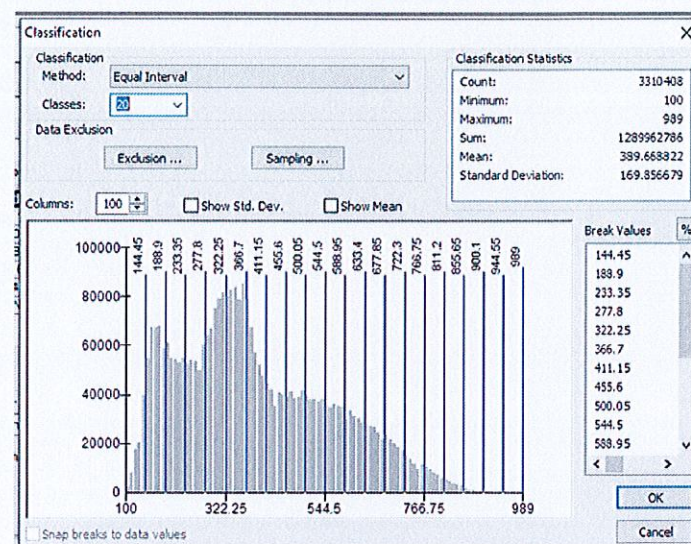 Classification
Classification
Method: Equal Interval
Classes: 20
Data Exclusion
Exclusion ...
Sampling ...
Classification Statistics
Count: 3310408
Minimum: 100
Maximum: 989
Sum: 1289962786
Mean: 389.668822
Standard Deviation: 169.856679
Columns: 100
Show Std. Dev.
Show Mean
Break Values
%
144.45
188.9
233.35
277.8
322.25
366.7
411.15
455.6
500.05
544.5
588.95
100000
80000
60000
40000
20000
0
144.45
188.9
233.35
277.8
322.25
366.7
411.15
455.6
500.05
544.5
588.95
633.4
677.85
722.3
766.75
811.2
855.65
900.1
944.55
989
100
322.25
544.5
766.75
989
Snap breaks to data values
OK
Cancel